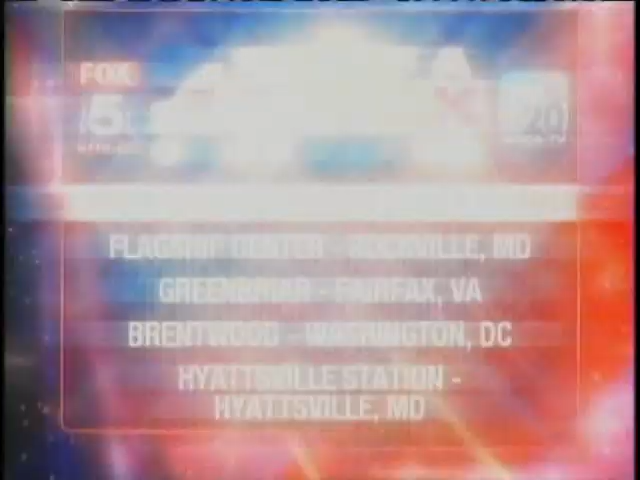 FOX
5
20
FLAGSHIP CENTER - ROCKVILLE, MD
GREENBRIAR - FAIRFAX, VA
BRENTWOOD - WASHINGTON, DC
HYATTSVILLE STATION -
HYATTSVILLE, MD